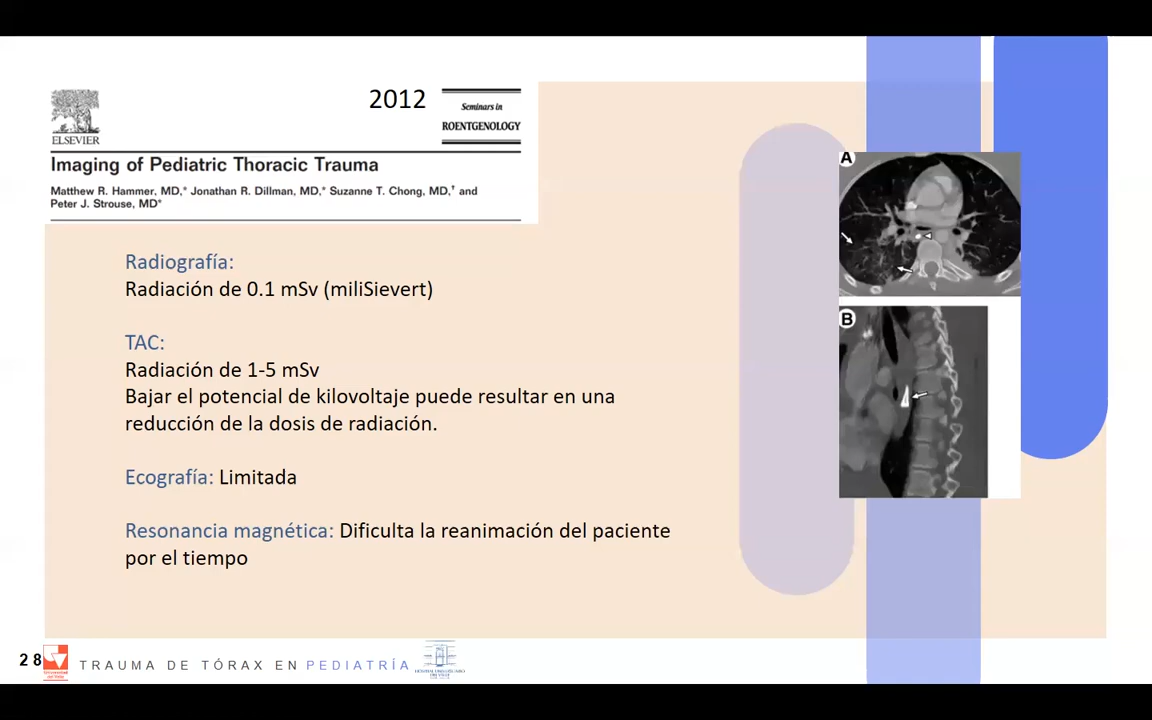 2012
Seminars in
ROENTGENOLOGY
ELSEVIER
Imaging of Pediatric Thoracic Trauma
Matthew R. Hammer, MD,* Jonathan R. Dillman, MD,* Suzanne T. Chong, MD,† and
Peter J. Strouse, MD*
Radiografía:
Radiación de 0.1 mSv (miliSievert)
TAC:
Radiación de 1-5 mSv
Bajar el potencial de kilovoltaje puede resultar en una
reducción de la dosis de radiación.
Ecografía: Limitada
Resonancia magnética: Dificulta la reanimación del paciente
por el tiempo
A
B
28
TRAUMA DE TÓRAX EN PEDIATRÍA